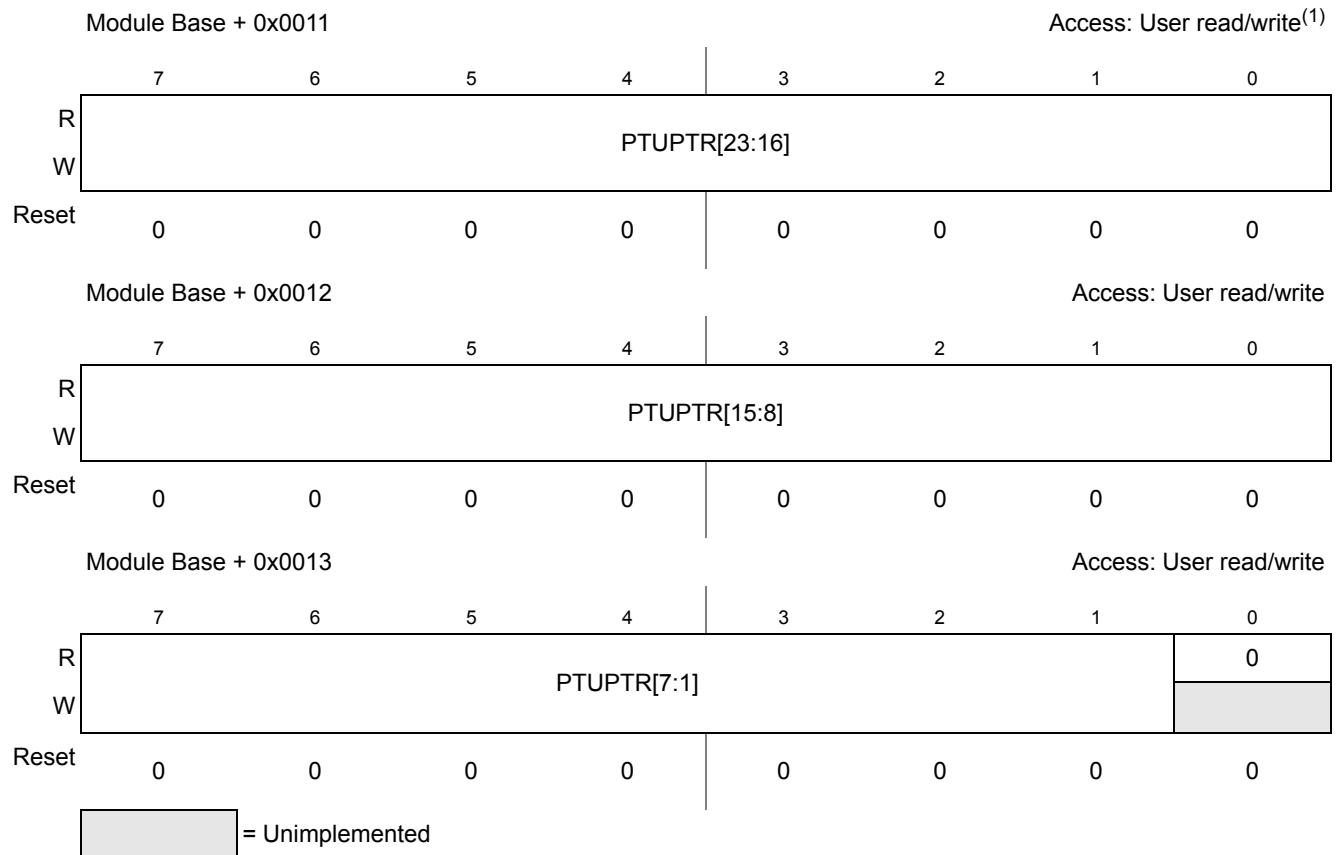 Module Base + 0x0011 Access: User read/write(1)
7 6 5 4 3 2 1 0
R
PTUPTR[23:16]
W
Reset 0 0 0 0 0 0 0 0
Module Base + 0x0012 Access: User read/write
7 6 5 4 3 2 1 0
R
PTUPTR[15:8]
W
Reset 0 0 0 0 0 0 0 0
Module Base + 0x0013 Access: User read/write
7 6 5 4 3 2 1 0
R 0
PTUPTR[7:1]
W
Reset 0 0 0 0 0 0 0 0
= Unimplemented